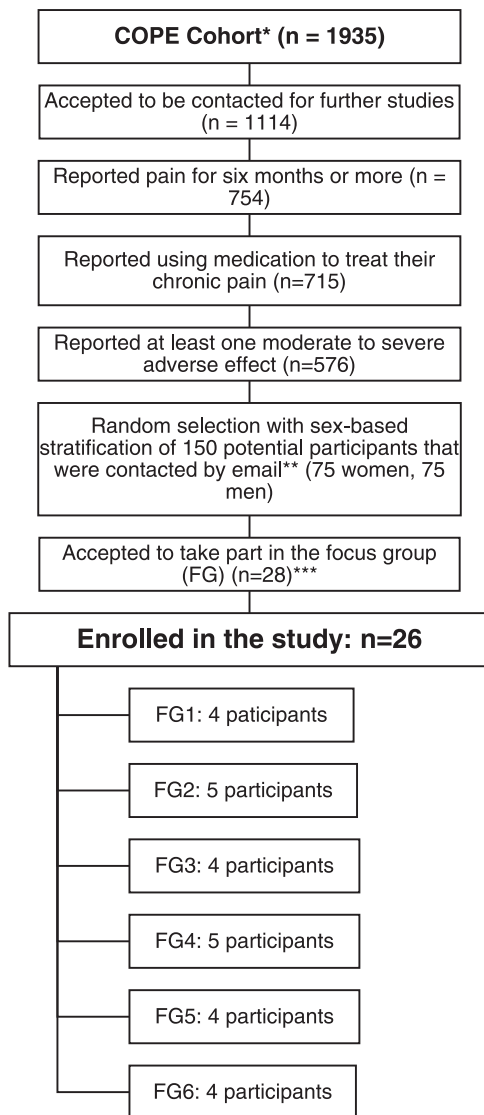 COPE Cohort* (n = 1935)
Accepted to be contacted for further studies
(n = 1114)
Reported pain for six months or more (n =
754)
Reported using medication to treat their
chronic pain (n=715)
Reported at least one moderate to severe
adverse effect (n=576)
Random selection with sex-based
stratification of 150 potential participants that
were contacted by email** (75 women, 75
men)
Accepted to take part in the focus group
(FG) (n=28)***
Enrolled in the study: n=26
FG1: 4 paticipants
FG2: 5 participants
FG3: 4 participants
FG4: 5 participants
FG5: 4 participants
FG6: 4 participants